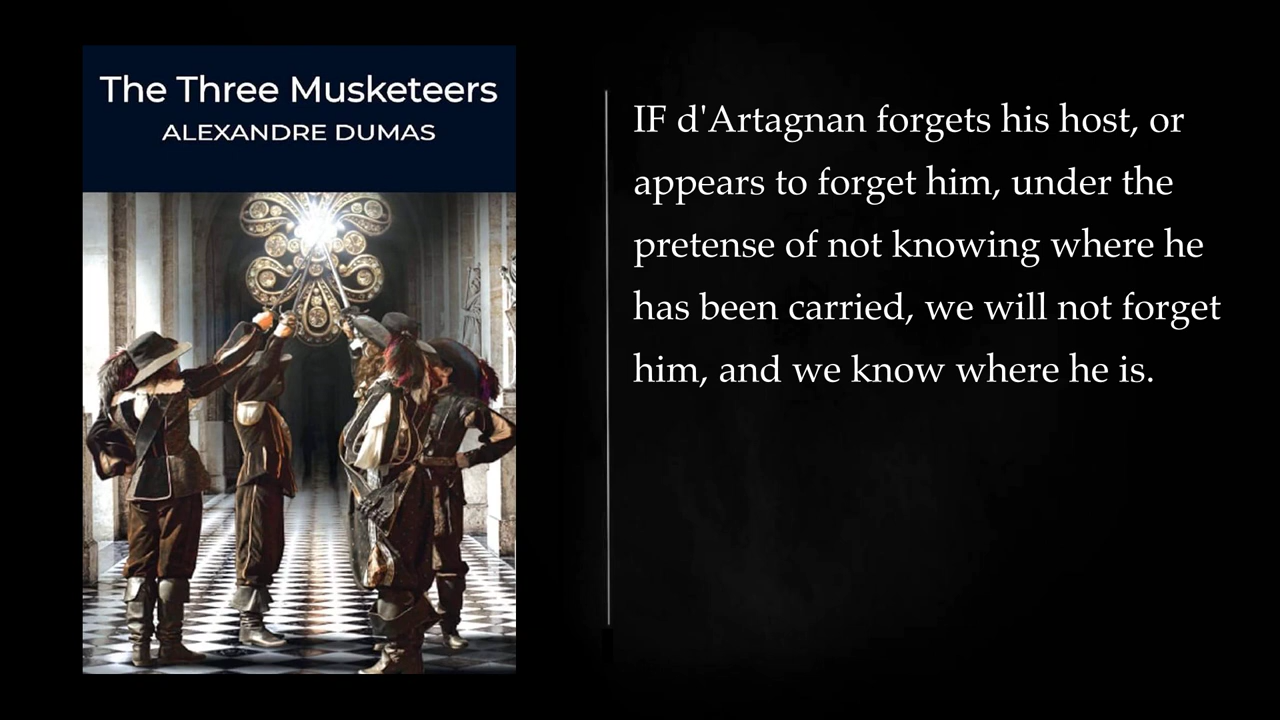 The Three Musketeers
ALEXANDRE DUMAS
IF d'Artagnan forgets his host, or
appears to forget him, under the
pretense of not knowing where he
has been carried, we will not forget
him, and we know where he is.